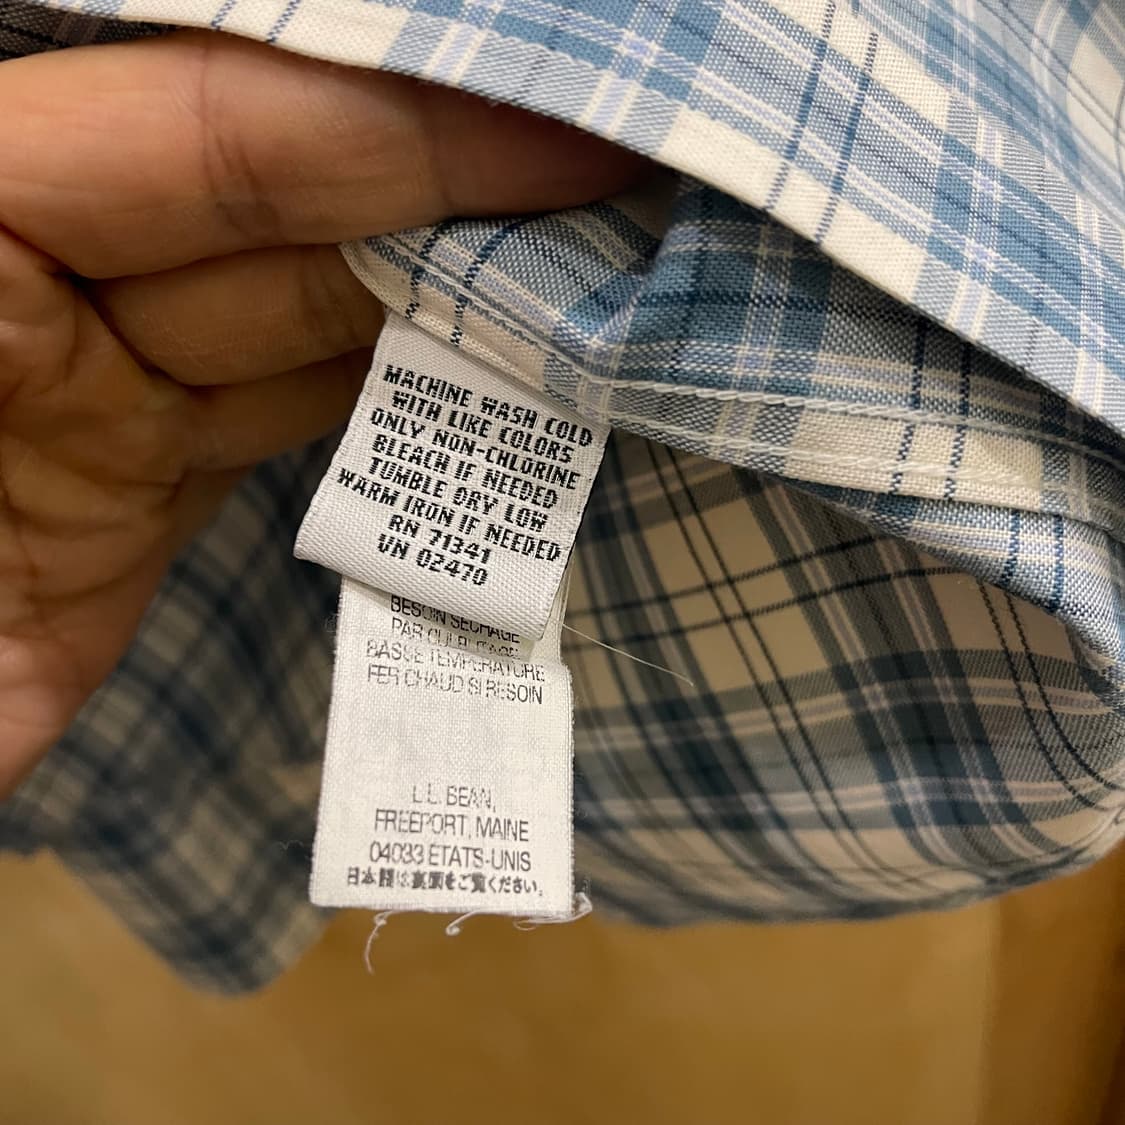 MACHINE WASH COLD
WITH LIKE COLORS
ONLY NON-CHLORINE
BLEACH IF NEEDED
TUMBLE DRY LOW
WARM IRON IF NEEDED
RN 71341
VN 02470
BESOIN SECHAGE
PAR CULBUTAGE
BASSE TEMPERATURE
FER CHAUD SI BESOIN
L.L. BEAN,
FREEPORT, MAINE
04033 ETATS-UNIS
日本語は裏面をご覧ください。